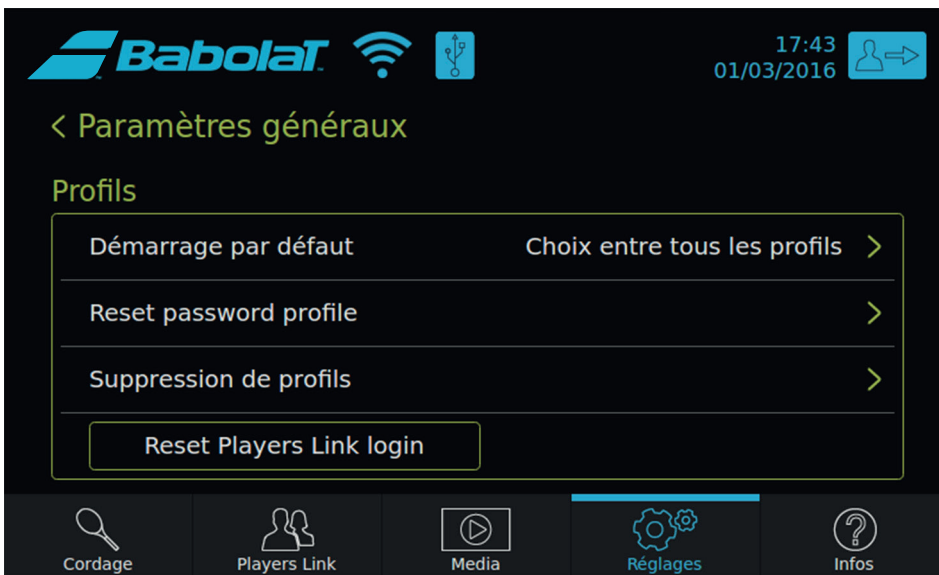 BabolaT
17:43
01/03/2016
< Paramètres généraux
Profils
Démarrage par défaut Choix entre tous les profils >
Reset password profile >
Suppression de profils >
Reset Players Link login
Cordage Players Link Media Réglages Infos